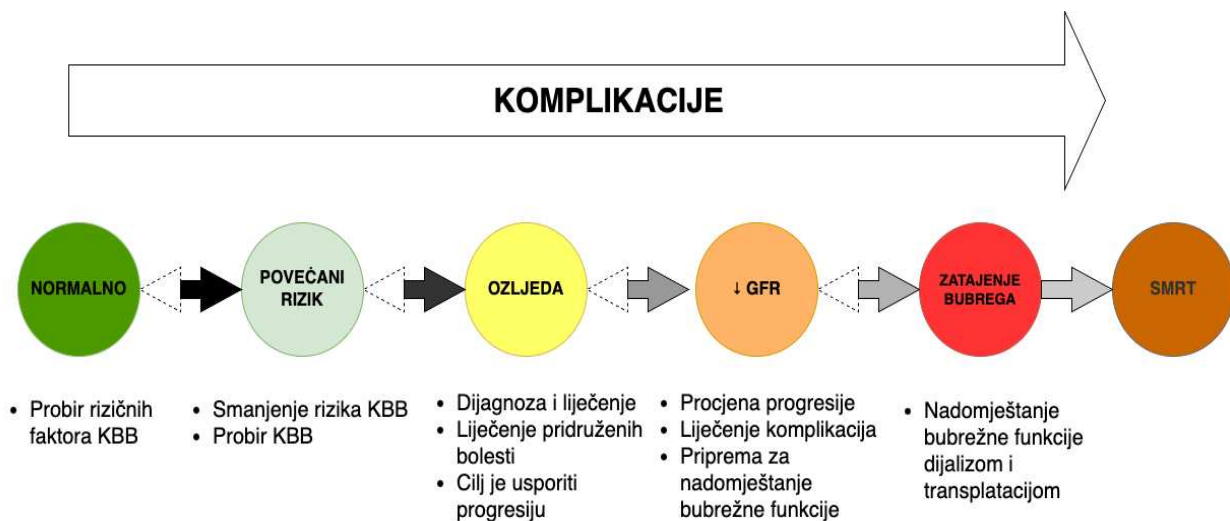 KOMPLIKACIJE
NORMALNO
POVEĆANI
RIZIK
OZLJEDA
↓ GFR
ZATAJENJE
BUBREGA
SMRT
• Probir rizičnih
faktora KBB
• Smanjenje rizika KBB
• Probir KBB
• Dijagnoza i liječenje
• Liječenje pridruženih
bolesti
• Cilj je usporiti
progresiju
• Procjena progresije
• Liječenje komplikacija
• Priprema za
nadomještanje
bubrežne funkcije
• Nadomještanje
bubrežne funkcije
dijalizom i
transplatacijom